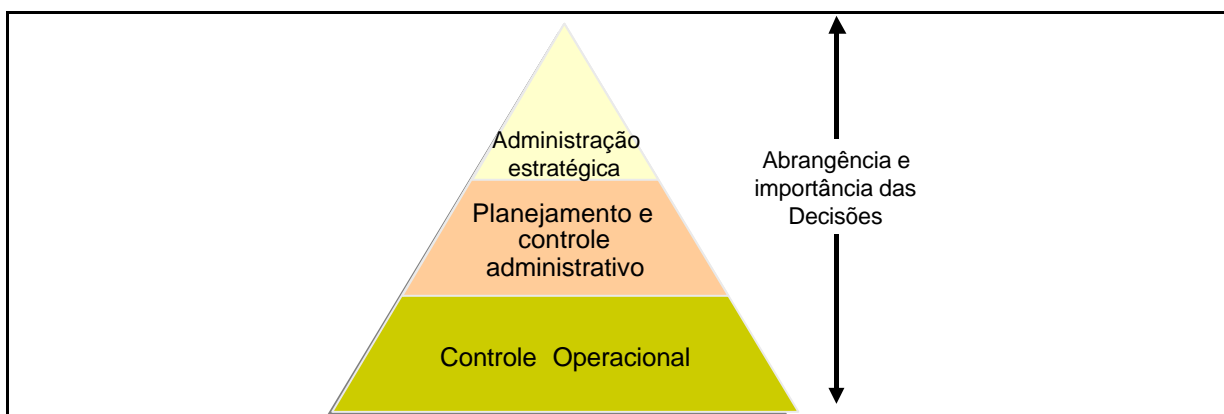 Administração
estratégica
Planejamento e
controle
administrativo
Controle Operacional
Abrangência e
importância das
Decisões